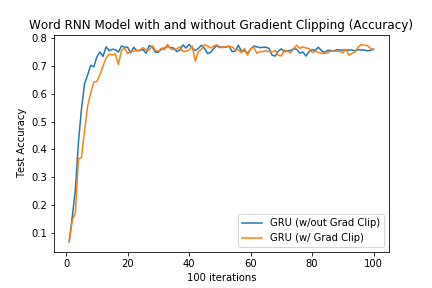 Word RNN Model with and without Gradient Clipping (Accuracy)
0.8
0.7
0.6
0.5
0.4
0.3
0.2
0.1
Test Accuracy
GRU (w/out Grad Clip)
GRU (w/ Grad Clip)
0 20 40 60 80 100
100 iterations